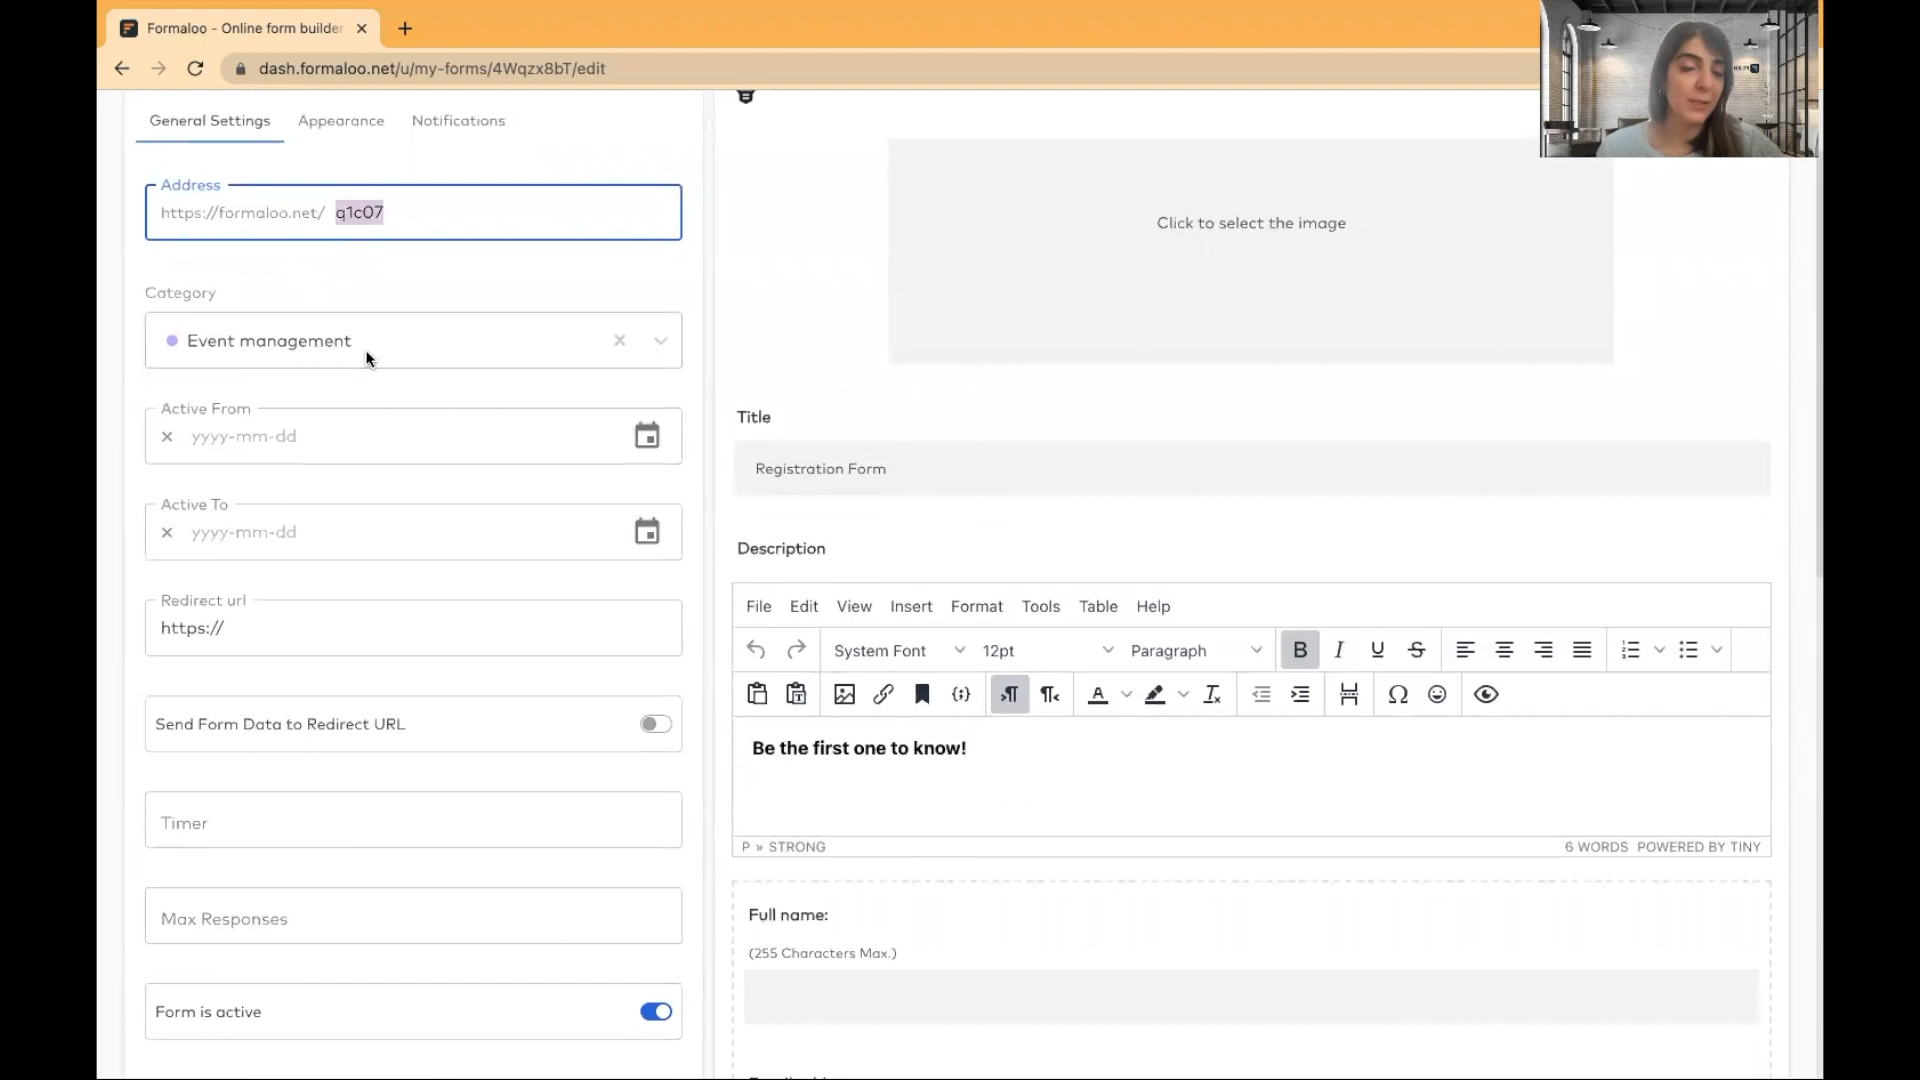 Formaloo - Online form builder
dash.formaloo.net/u/my-forms/4Wqzx8bT/edit
General Settings Appearance Notifications
Address
https://formaloo.net/ q1c07
Category
Event management
Active From
yyyy-mm-dd
Active To
yyyy-mm-dd
Redirect url
https://
Send Form Data to Redirect URL
Timer
Max Responses
Form is active
Click to select the image
Title
Registration Form
Description
File Edit View Insert Format Tools Table Help
System Font 12pt Paragraph B I U S
Be the first one to know!
P » STRONG 6 WORDS POWERED BY TINY
Full name:
(255 Characters Max.)